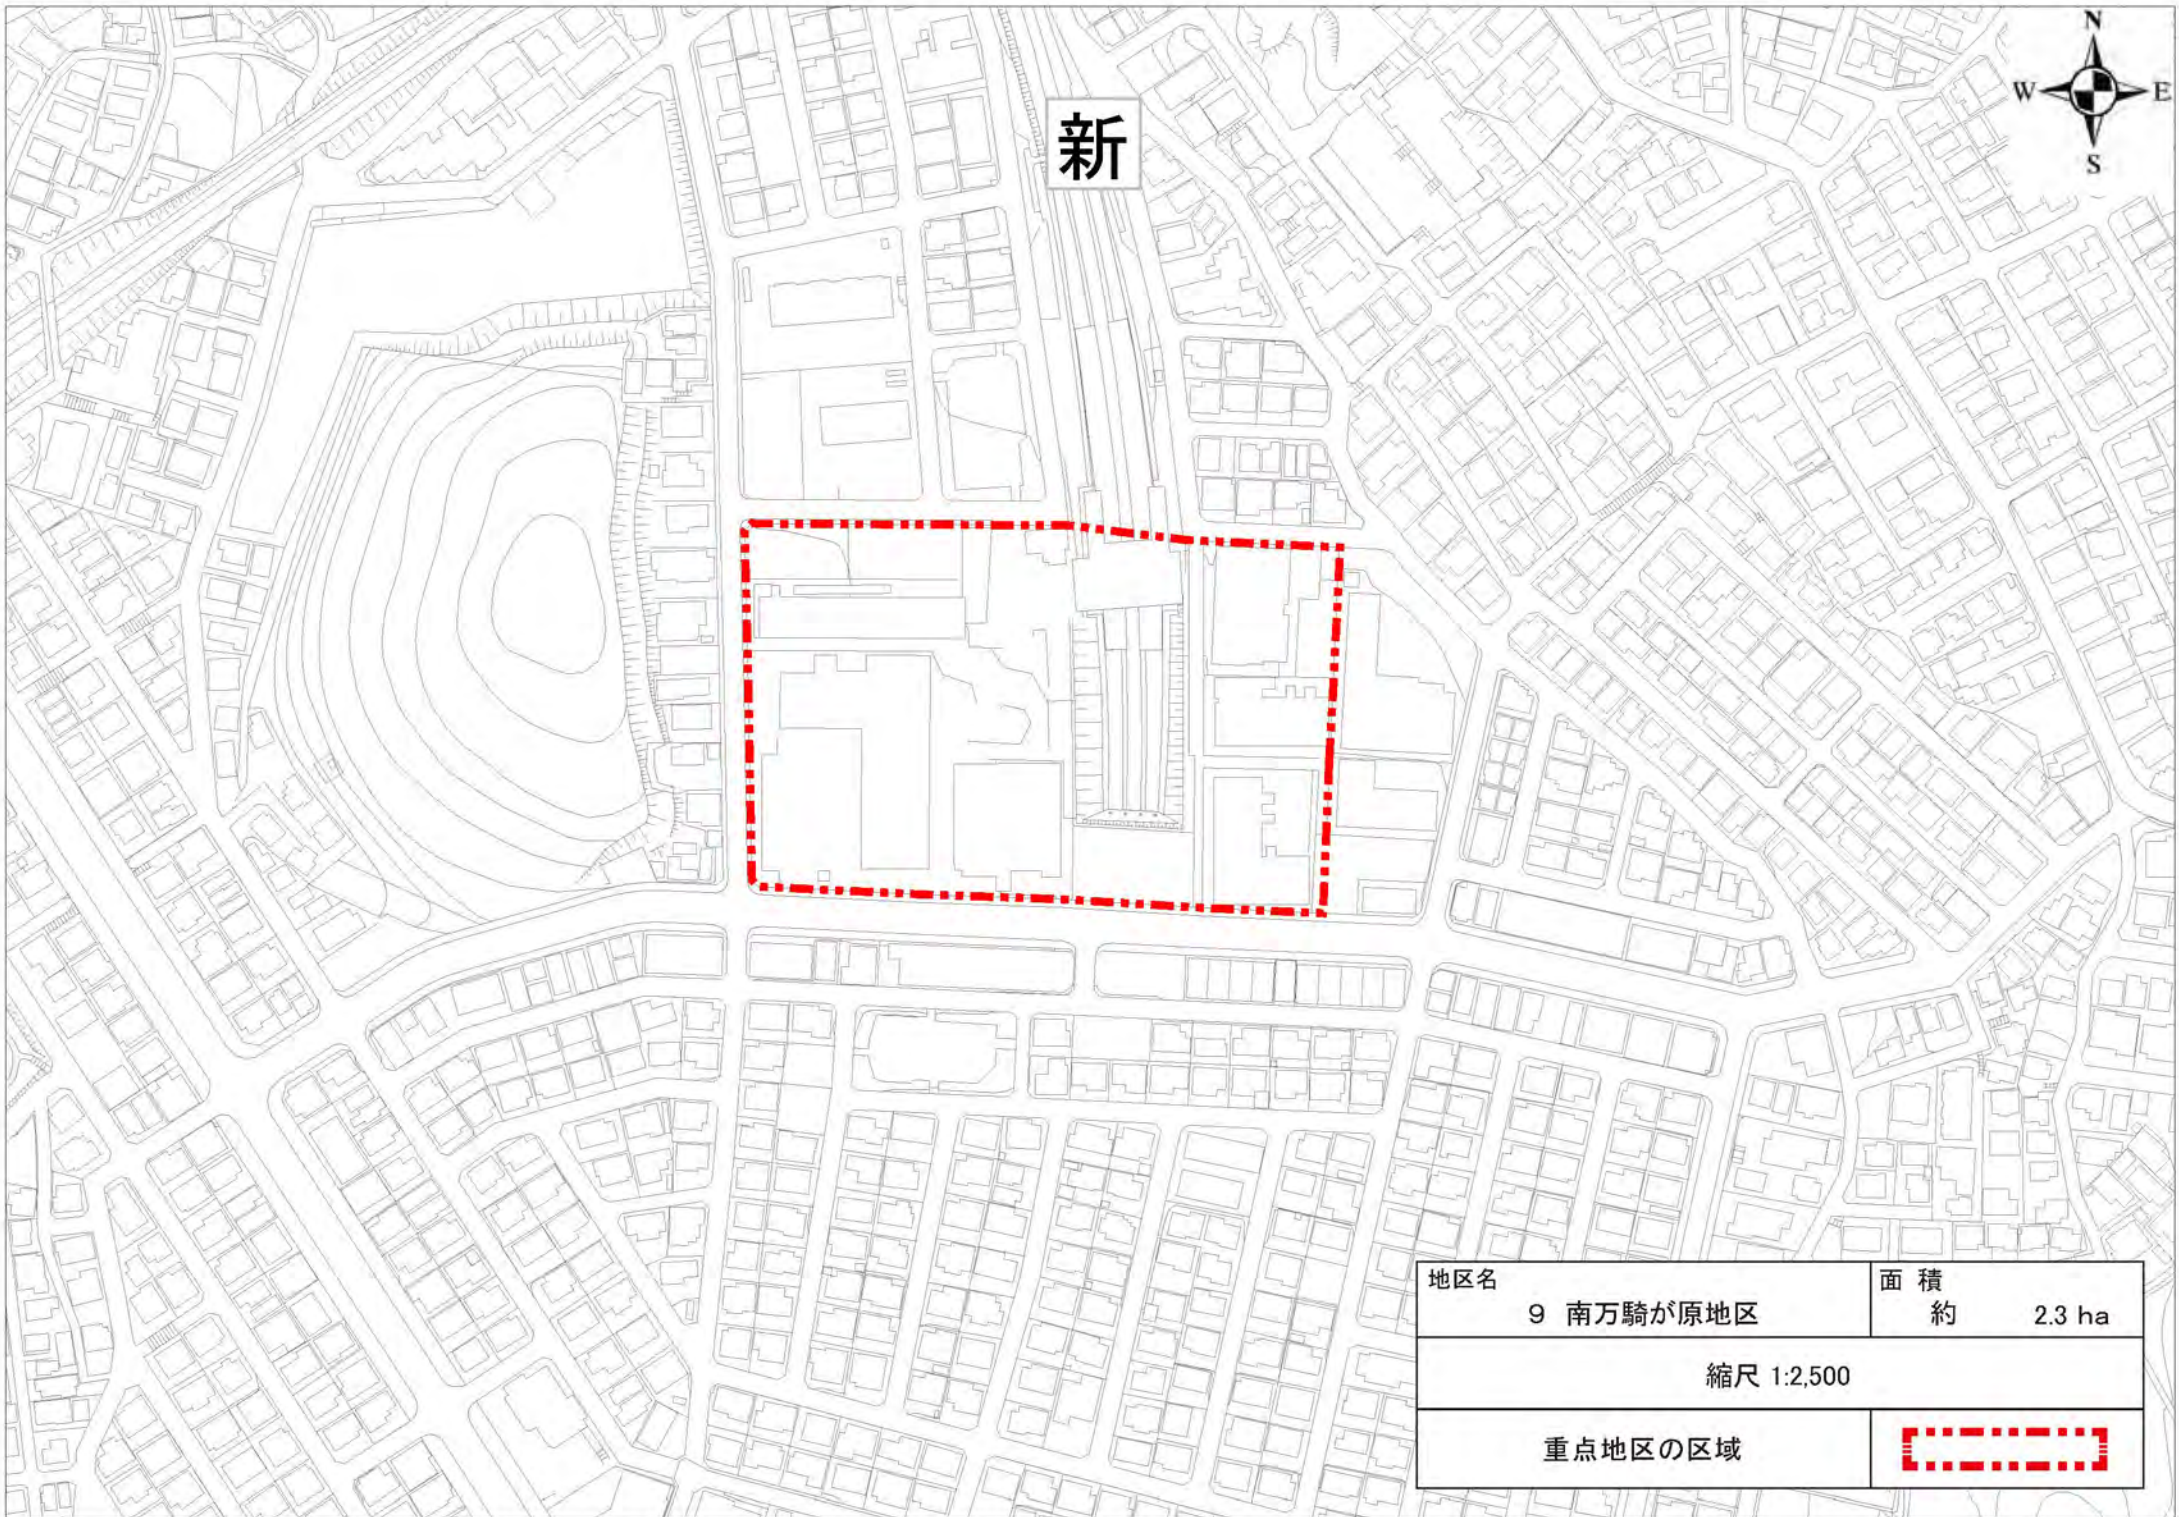 N
新
W E
S
地区名
面 積
9 南万騎が原地区
約 2.3 ha
縮尺 1:2,500
重点地区の区域